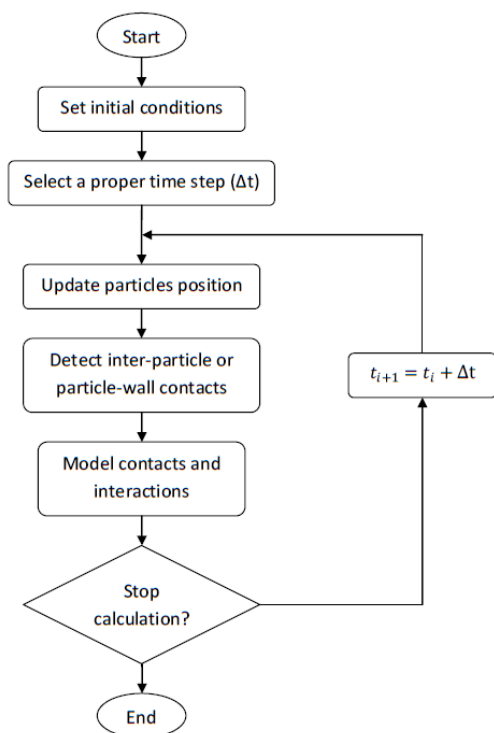 Start
Set initial conditions
Select a proper time step (Δt)
Update particles position
Detect inter-particle or
particle-wall contacts
t_{i+1} = t_i + Δt
Model contacts and
interactions
Stop
calculation?
End